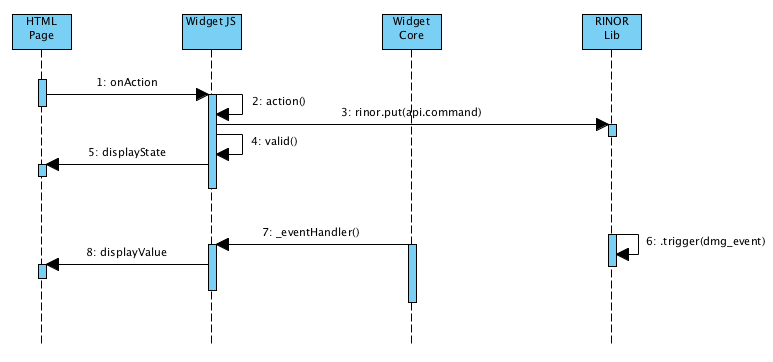 HTML
Page
Widget JS
Widget
Core
RINOR
Lib
1: onAction
2: action()
3: rinor.put(api.command)
4: valid()
5: displayState
6: .trigger(dmg_event)
7: _eventHandler()
8: displayValue